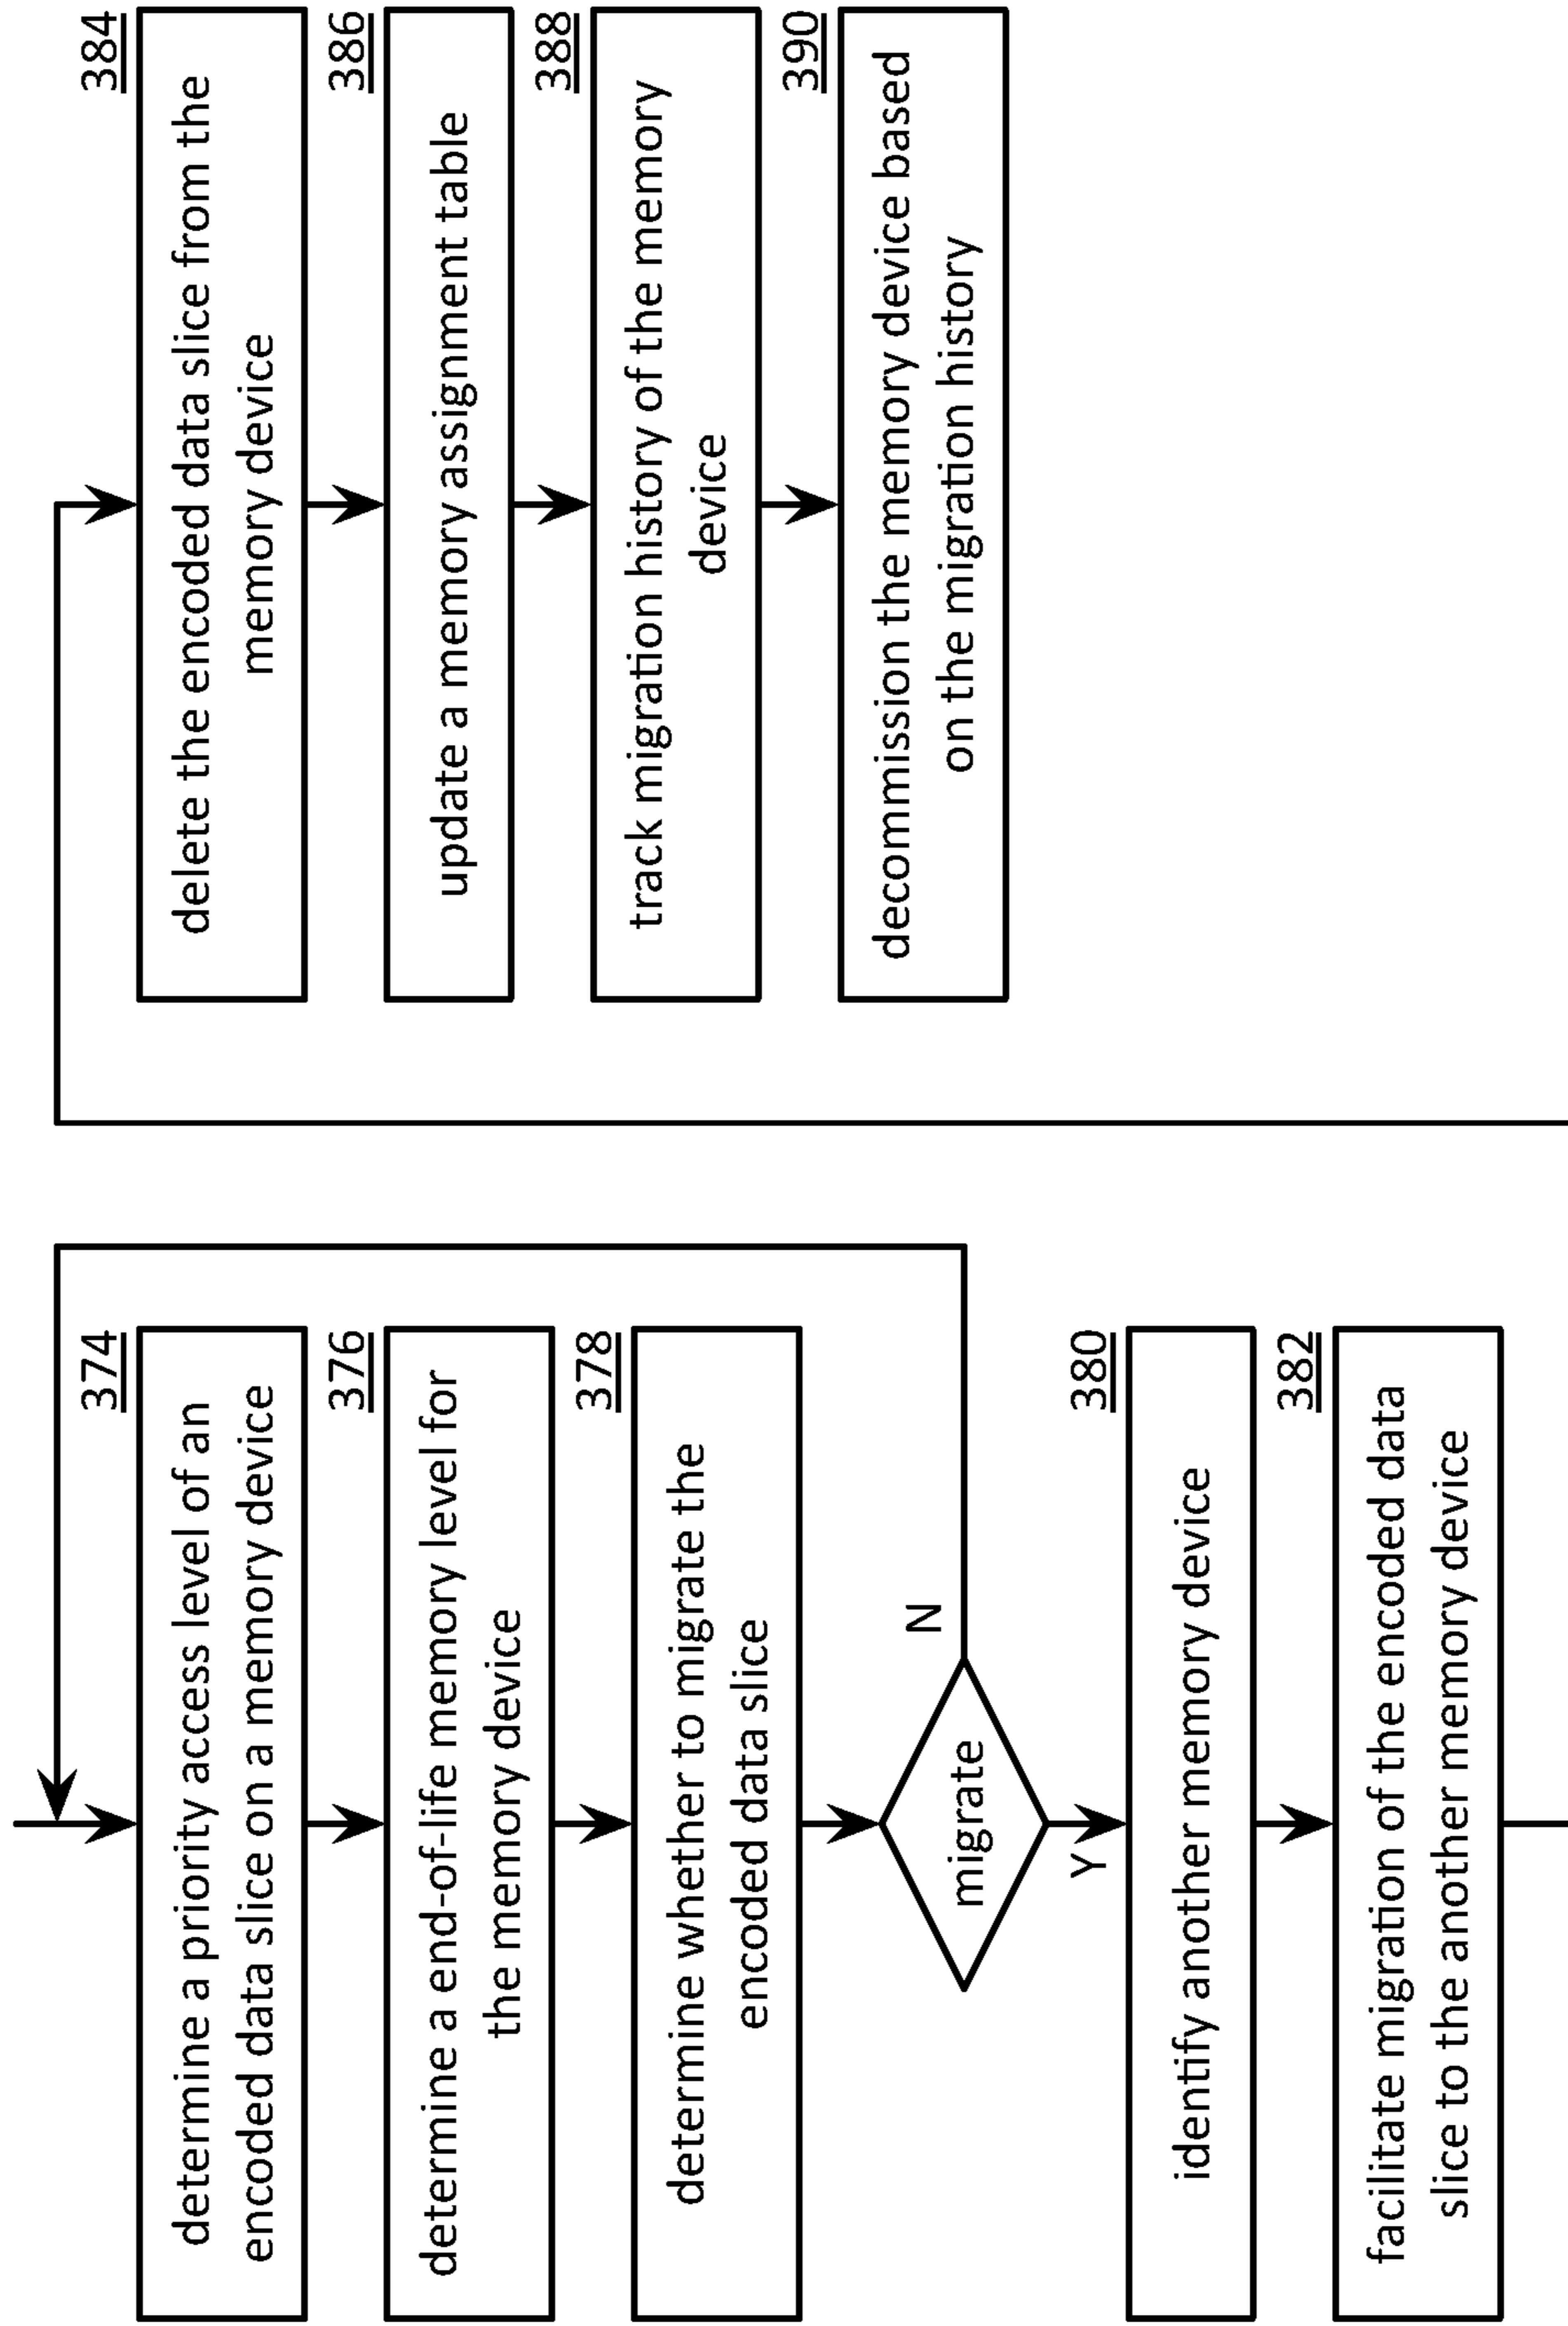 374
determine a priority access level of an
encoded data slice on a memory device
376
determine a end-of-life memory level for
the memory device
378
determine whether to migrate the
encoded data slice
migrate
N
Y
380
identify another memory device
382
facilitate migration of the encoded data
slice to the another memory device
384
delete the encoded data slice from the
memory device
386
update a memory assignment table
388
track migration history of the memory
device
390
decommission the memory device based
on the migration history